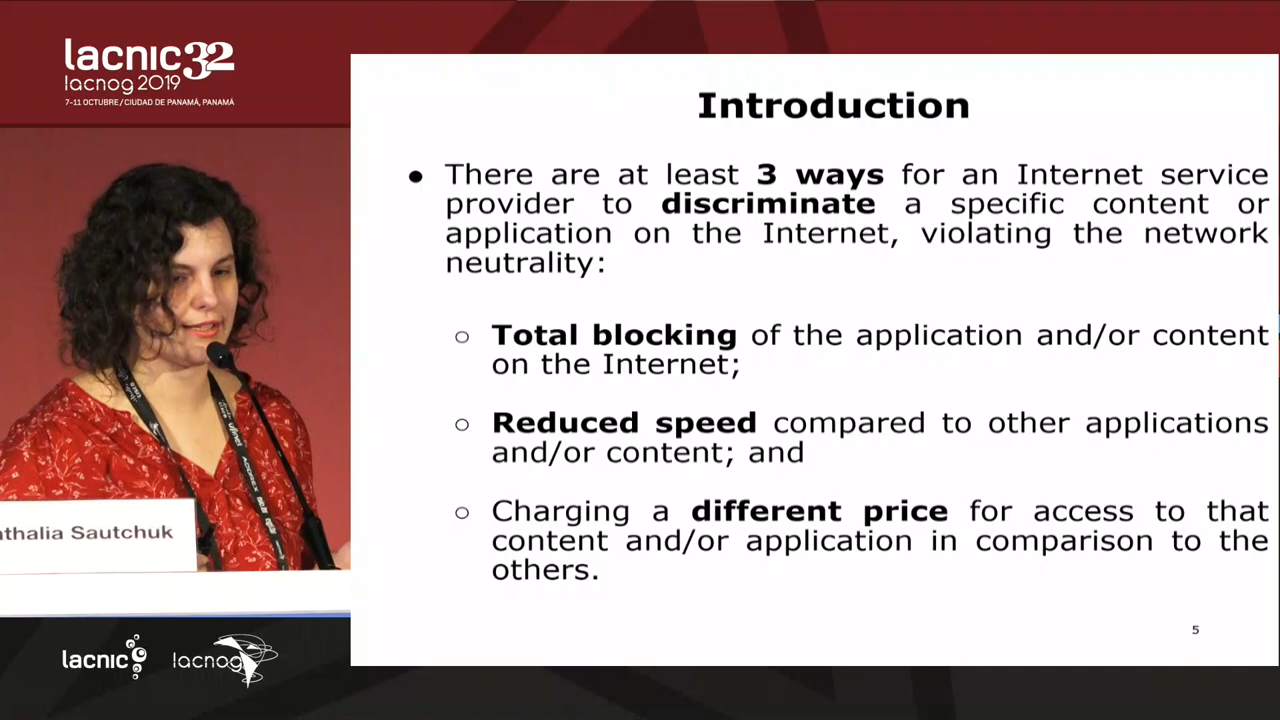 lacnic 32
lacnog 2019
7-11 OCTUBRE / CIUDAD DE PANAMÁ, PANAMÁ
Introduction
● There are at least 3 ways for an Internet service
provider to discriminate a specific content or
application on the Internet, violating the network
neutrality:
○ Total blocking of the application and/or content
on the Internet;
○ Reduced speed compared to other applications
and/or content; and
○ Charging a different price for access to that
content and/or application in comparison to the
others.
5
athalia Sautchuk
lacnic
lacnog